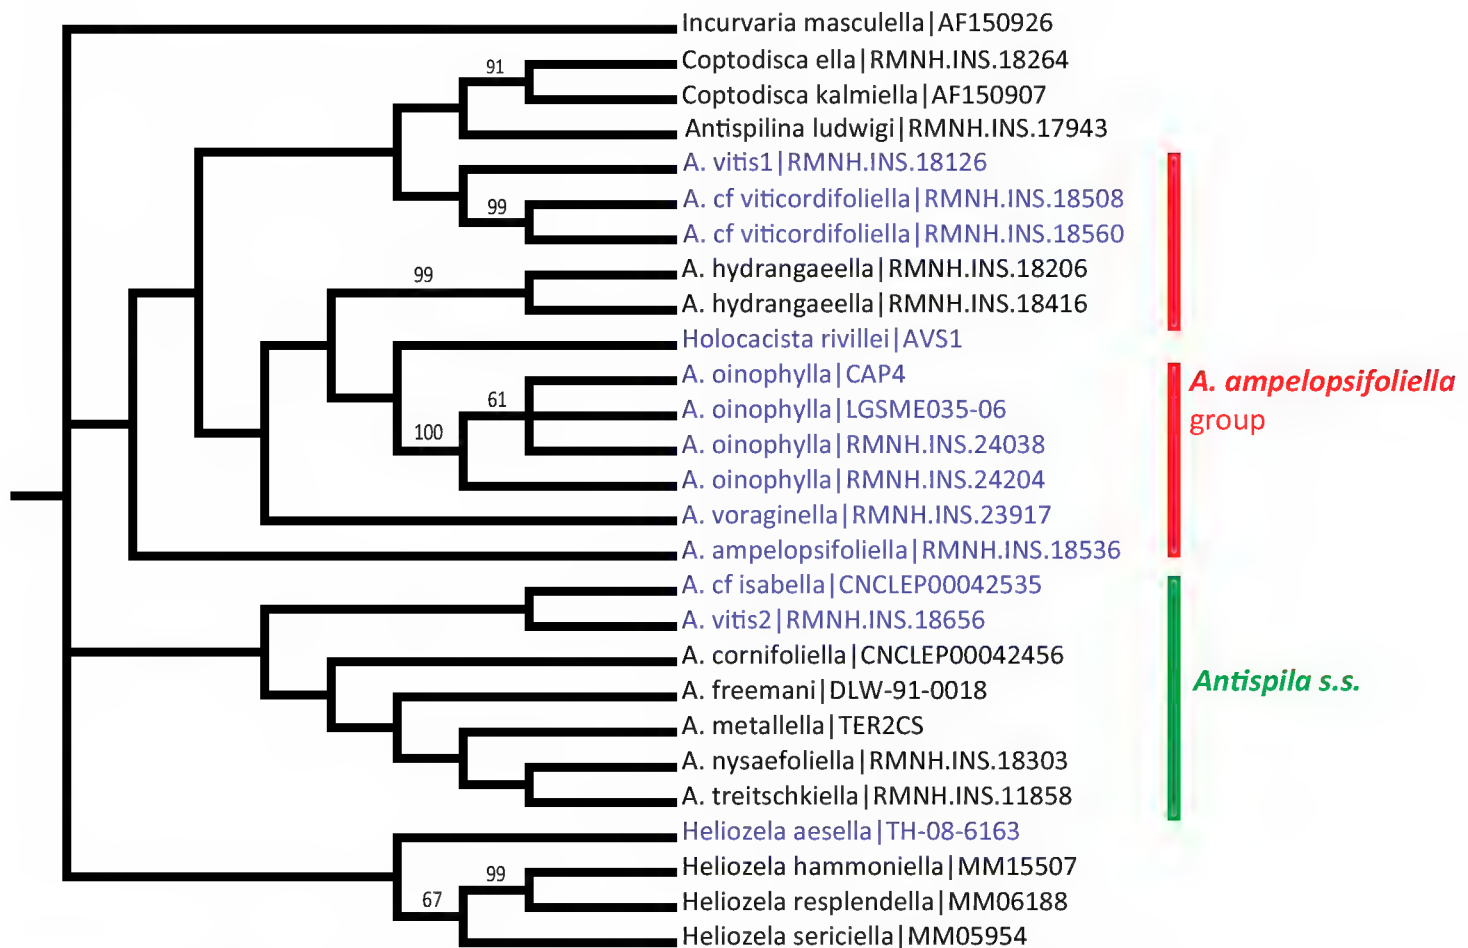 Incurvaria masculella|AF150926
91
Coptodisca ella|RMNH.INS.18264
Coptodisca kalmiella|AF150907
Antispilina ludwigi|RMNH.INS.17943
A. vitis1|RMNH.INS.18126
99
A. cf viticordifoliella|RMNH.INS.18508
A. cf viticordifoliella|RMNH.INS.18560
99
A. hydrangaeella|RMNH.INS.18206
A. hydrangaeella|RMNH.INS.18416
Holocacista rivillei|AVS1
A. oinophylla|CAP4
A. ampelopsifoliella
group
61
A. oinophylla|LGSME035-06
100
A. oinophylla|RMNH.INS.24038
A. oinophylla|RMNH.INS.24204
A. voraginella|RMNH.INS.23917
A. ampelopsifoliella|RMNH.INS.18536
A. cf isabella|CNCLEP00042535
A. vitis2|RMNH.INS.18656
A. cornifoliella|CNCLEP00042456
A. freemani|DLW-91-0018
Antispila s.s.
A. metallella|TER2CS
A. nysaefoliella|RMNH.INS.18303
A. treitschkiella|RMNH.INS.11858
Heliozela aesella|TH-08-6163
99
Heliozela hammoniella|MM15507
67
Heliozela resplendella|MM06188
Heliozela sericiella|MM05954